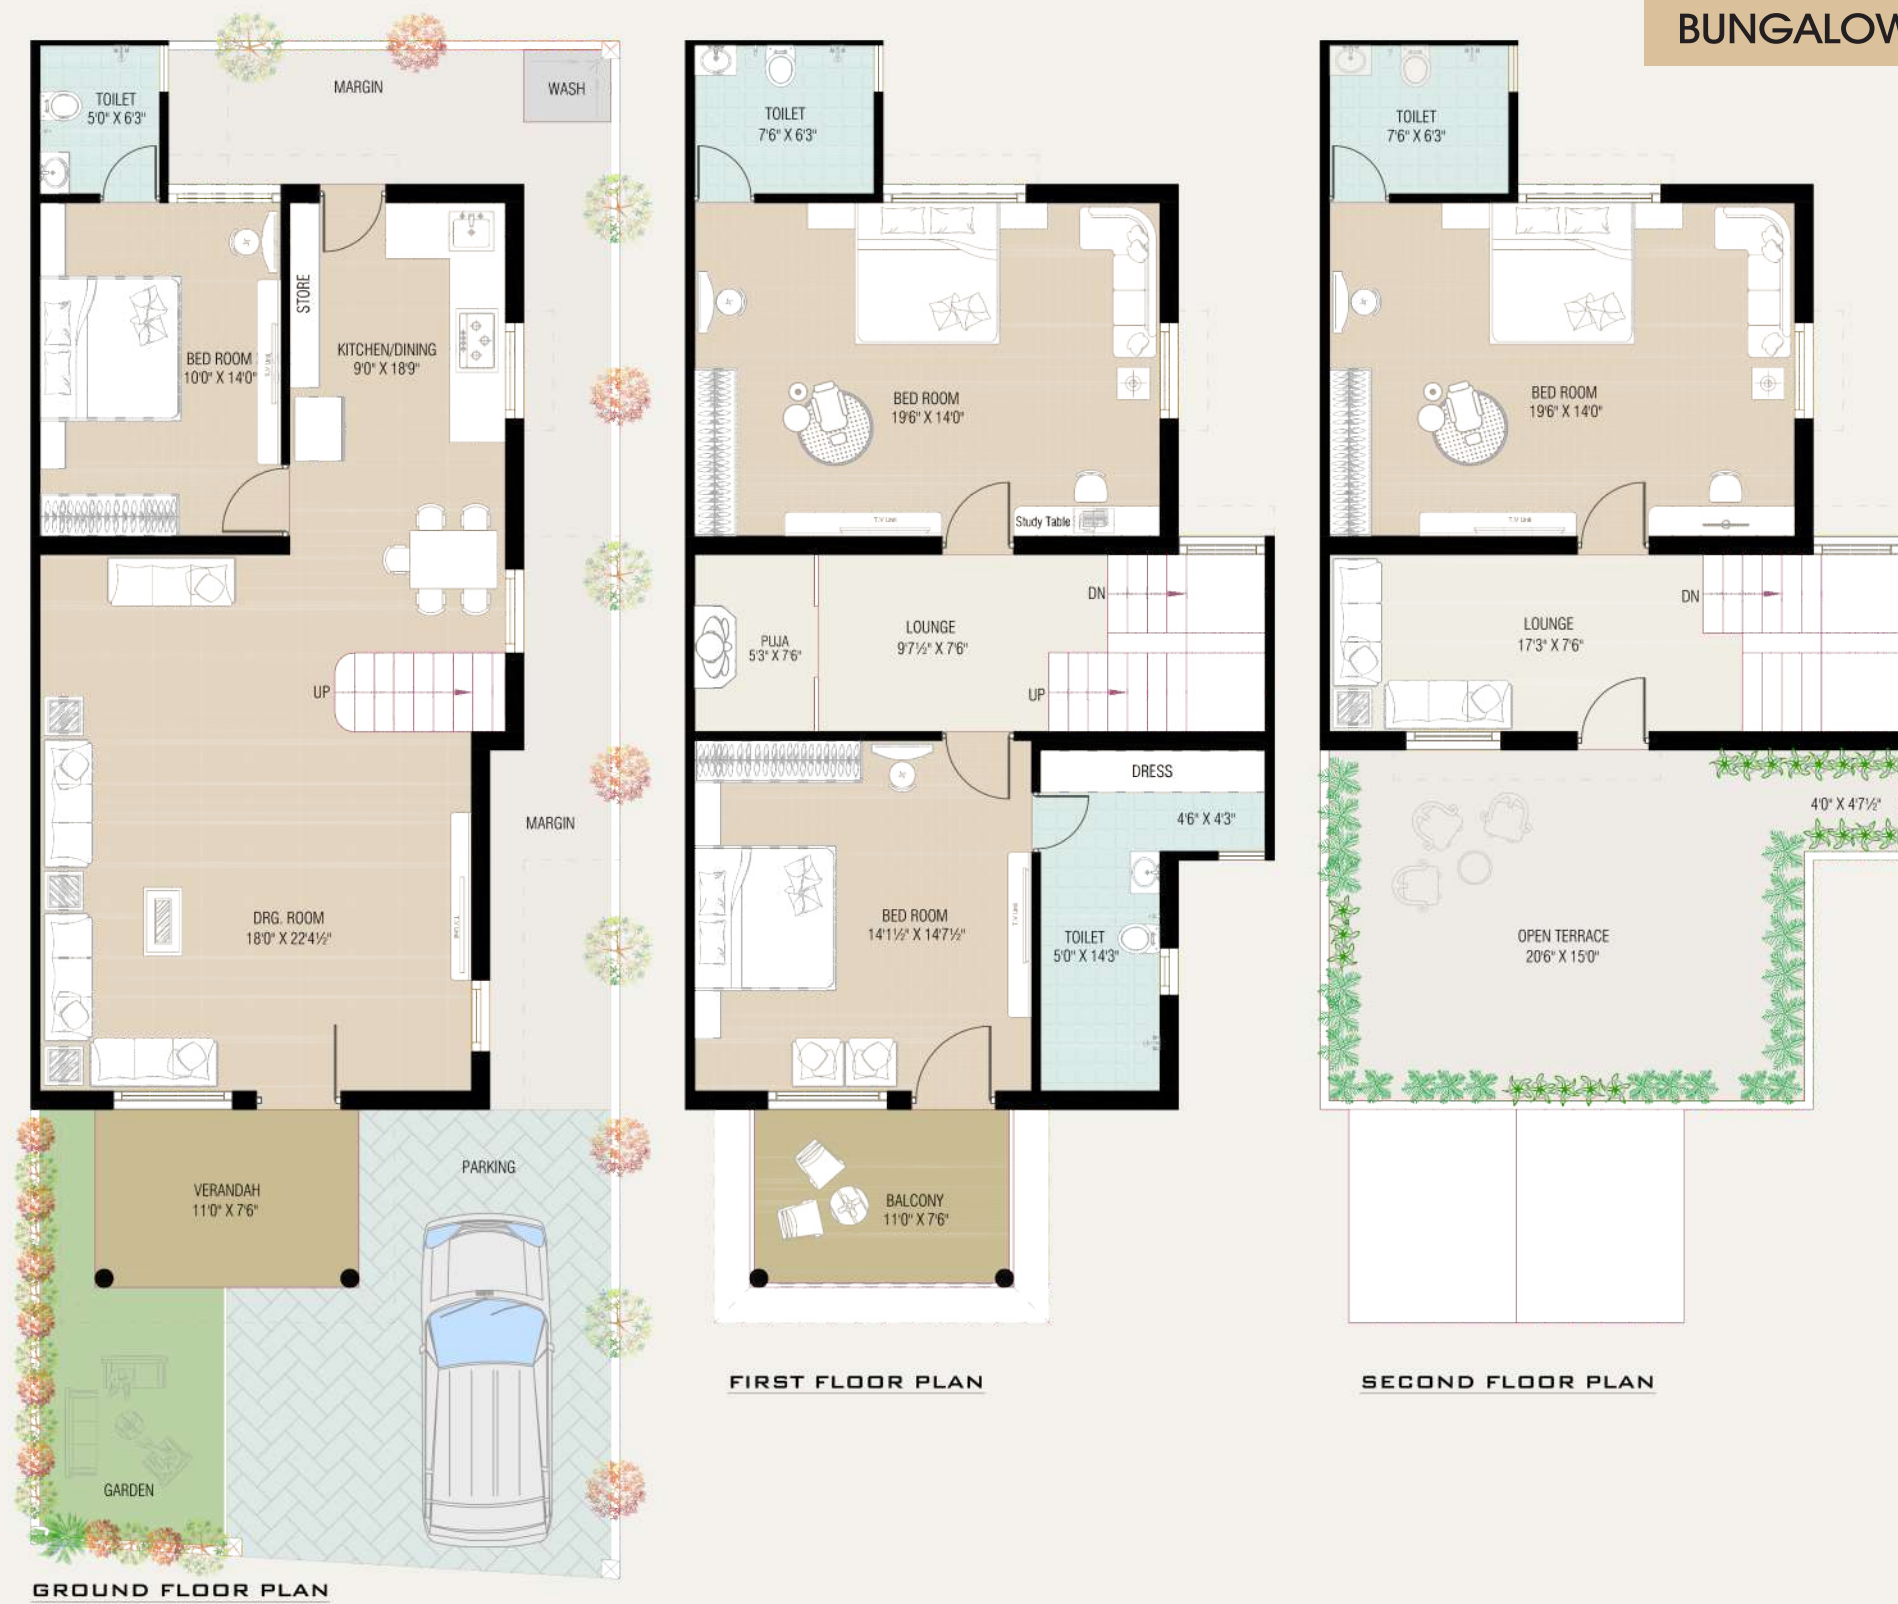 BUNGALOW
TOILET
5'0" X 6'3"
MARGIN
WASH
STORE
BED ROOM
10'0" X 14'0"
T.V Unit
KITCHEN/DINING
9'0" X 18'9"
UP
MARGIN
DRG. ROOM
18'0" X 22'4½"
T.V Unit
VERANDAH
11'0" X 7'6"
PARKING
GARDEN
GROUND FLOOR PLAN
TOILET
7'6" X 6'3"
BED ROOM
19'6" X 14'0"
T.V Unit
Study Table
PUJA
5'3" X 7'6"
LOUNGE
9'7½" X 7'6"
DN
UP
DRESS
4'6" X 4'3"
BED ROOM
14'1½" X 14'7½"
T.V Unit
TOILET
5'0" X 14'3"
BALCONY
11'0" X 7'6"
FIRST FLOOR PLAN
TOILET
7'6" X 6'3"
BED ROOM
19'6" X 14'0"
T.V Unit
LOUNGE
17'3" X 7'6"
DN
4'0" X 4'7½"
OPEN TERRACE
20'6" X 15'0"
SECOND FLOOR PLAN